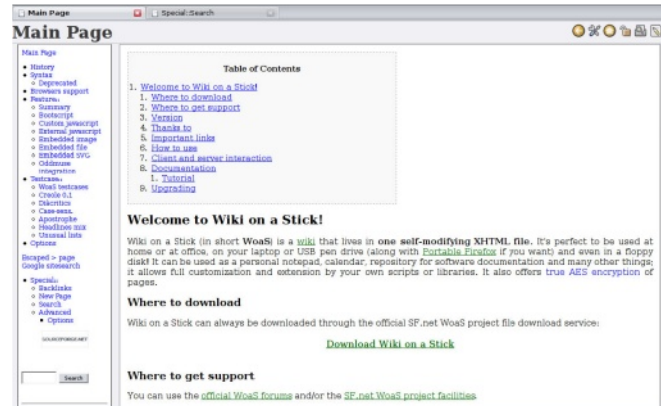 Main Page
Special::Search
Main Page
Main Page
History
Syntax
Deprecated
Browsers support
Features:
Summary
Bootscript
Custom javascript
External javascript
Embedded image
Embedded file
Embedded SVG
Oddmuse
integration
Testcases:
WoaS testcases
Creole 0.1
Diacritics
Case-sens.
Apostrophe
Headlines mix
Unusual lists
Options
Escaped > page
Google sitesearch
Special::
Backlinks
New Page
Search
Advanced
Options
SOURCEFORGE.NET
Search
Table of Contents
1. Welcome to Wiki on a Stick!
1. Where to download
2. Where to get support
3. Version
4. Thanks to
5. Important links
6. How to use
7. Client and server interaction
8. Documentation
1. Tutorial
9. Upgrading
Welcome to Wiki on a Stick!
Wiki on a Stick (in short WoaS) is a wiki that lives in one self-modifying XHTML file. It's perfect to be used at
home or at office, on your laptop or USB pen drive (along with Portable Firefox if you want) and even in a floppy
disk! It can be used as a personal notepad, calendar, repository for software documentation and many other things;
it allows full customization and extension by your own scripts or libraries. It also offers true AES encryption of
pages.
Where to download
Wiki on a Stick can always be downloaded through the official SF.net WoaS project file download service:
Download Wiki on a Stick
Where to get support
You can use the official WoaS forums and/or the SF.net WoaS project facilities.